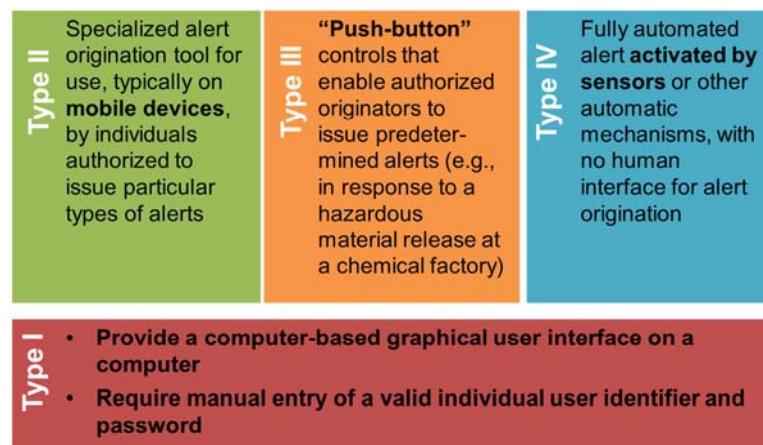 Type II
Specialized alert
origination tool for
use, typically on
mobile devices,
by individuals
authorized to
issue particular
types of alerts
Type III
“Push-button”
controls that
enable authorized
originators to
issue predeter-
mined alerts (e.g.,
in response to a
hazardous
material release at
a chemical factory)
Type IV
Fully automated
alert activated by
sensors or other
automatic
mechanisms, with
no human
interface for alert
origination
Type I
• Provide a computer-based graphical user interface on a
computer
• Require manual entry of a valid individual user identifier and
password